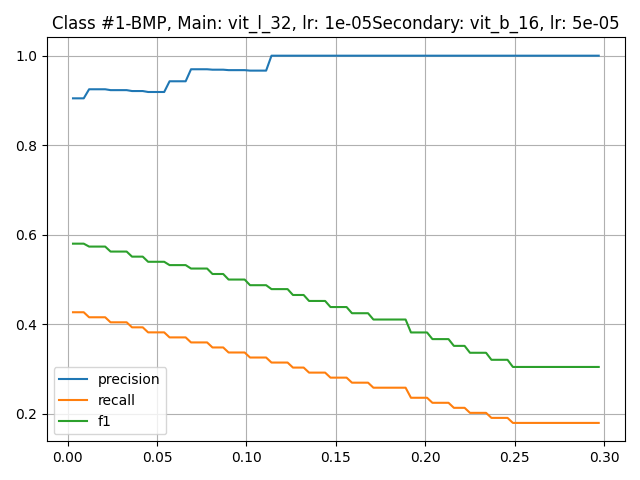 Class #1-BMP, Main: vit_l_32, lr: 1e-05Secondary: vit_b_16, lr: 5e-05
1.0
0.8
0.6
0.4
0.2
precision
recall
f1
0.00 0.05 0.10 0.15 0.20 0.25 0.30